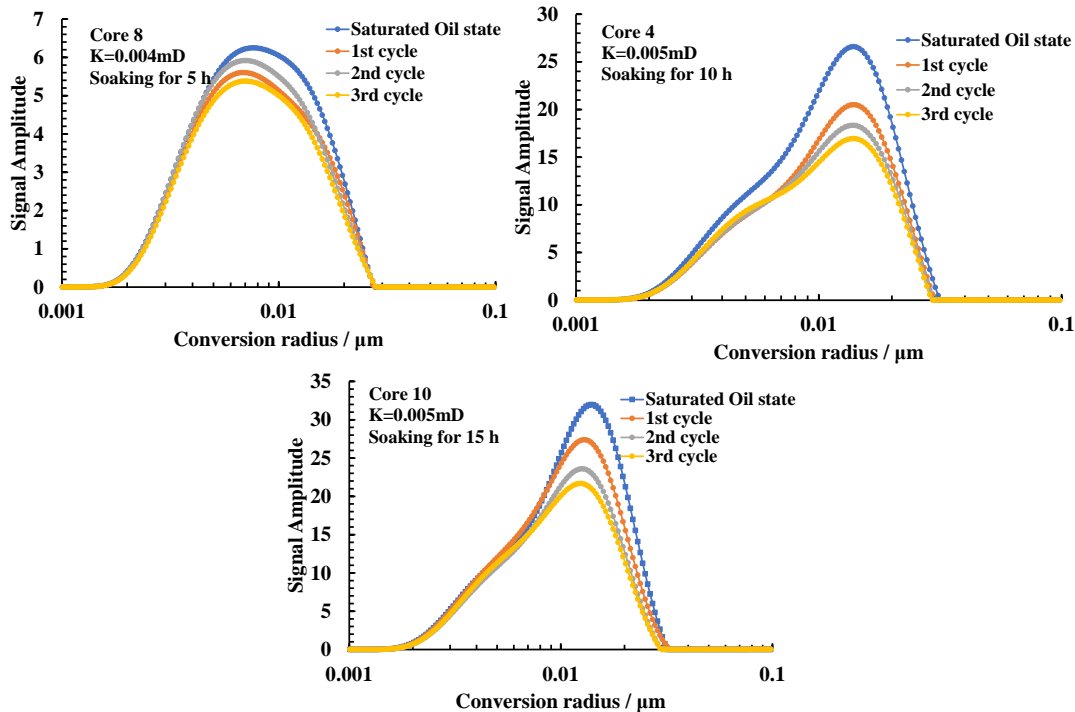 Core 8
K=0.004mD
Soaking for 5 h
Saturated Oil state
1st cycle
2nd cycle
3rd cycle
Signal Amplitude
7
6
5
4
3
2
1
0
0.001
0.01
0.1
Conversion radius / μm
Core 4
K=0.005mD
Soaking for 10 h
Saturated Oil state
1st cycle
2nd cycle
3rd cycle
Signal Amplitude
30
25
20
15
10
5
0
0.001
0.01
0.1
Conversion radius / μm
Core 10
K=0.005mD
Soaking for 15 h
Saturated Oil state
1st cycle
2nd cycle
3rd cycle
Signal Amplitude
35
30
25
20
15
10
5
0
0.001
0.01
0.1
Conversion radius / μm